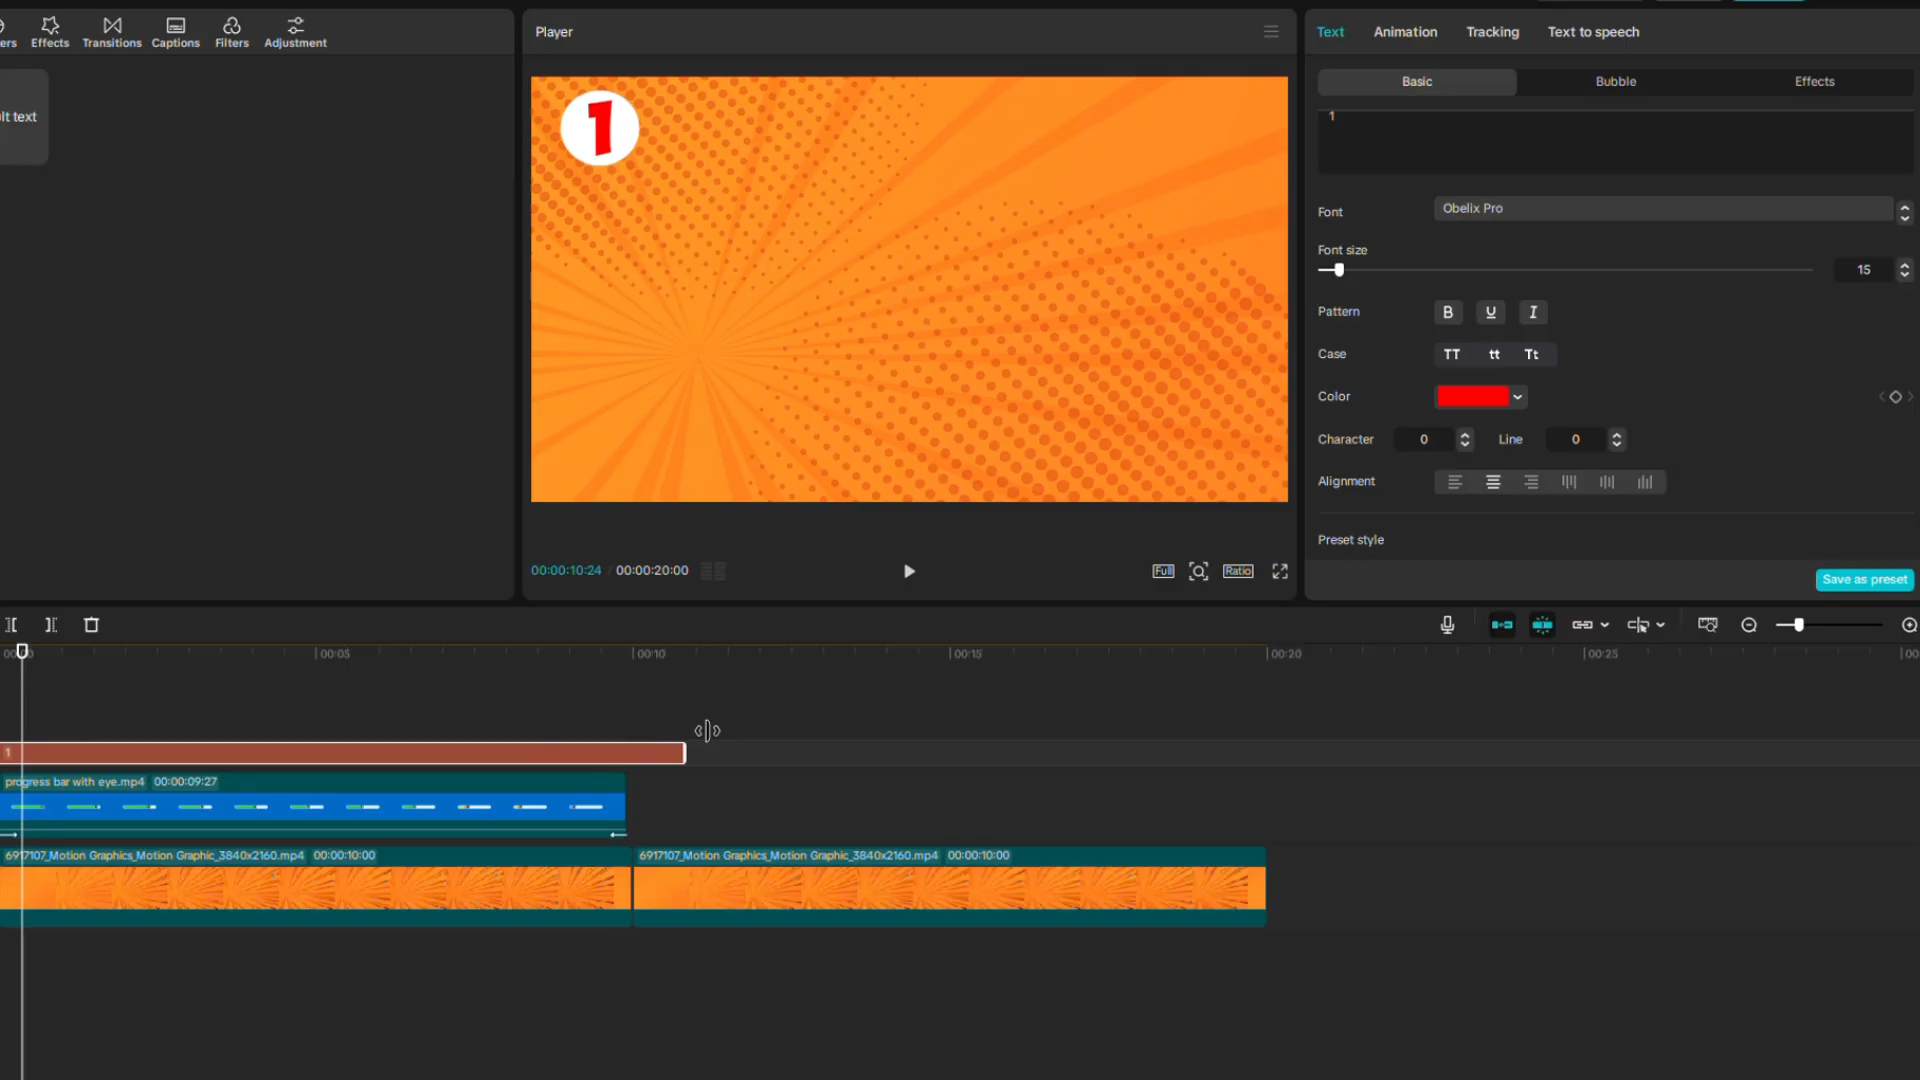 ers Effects Transitions Captions Filters Adjustment
lt text
Player
1
00:00:10:24 / 00:00:20:00
Full
Ratio
Text Animation Tracking Text to speech
Basic Bubble Effects
1
Font Obelix Pro
Font size
15
Pattern B U I
Case TT tt Tt
Color
Character 0 Line 0
Alignment
Preset style
Save as preset
00:05 00:10 00:15 00:20 00:25
1
progress bar with eye.mp4 00:00:09:27
6917107_Motion Graphics_Motion Graphic_3840x2160.mp4 00:00:10:00
6917107_Motion Graphics_Motion Graphic_3840x2160.mp4 00:00:10:00